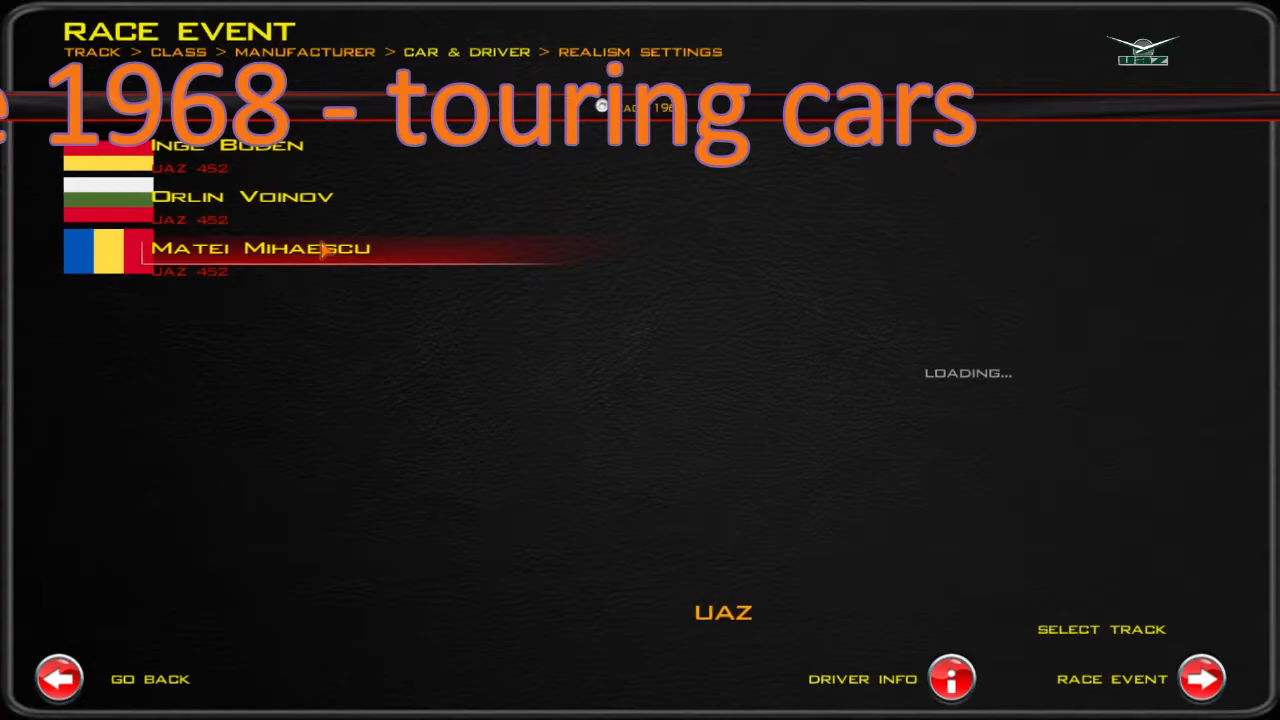 RACE EVENT
TRACK > CLASS > MANUFACTURER > CAR & DRIVER > REALISM SETTINGS
uaz
1968 - touring cars
INGE BODEN
UAZ 452
ORLIN VOINOV
UAZ 452
MATEI MIHAESCU
UAZ 452
LOADING...
UAZ
SELECT TRACK
GO BACK
DRIVER INFO
RACE EVENT